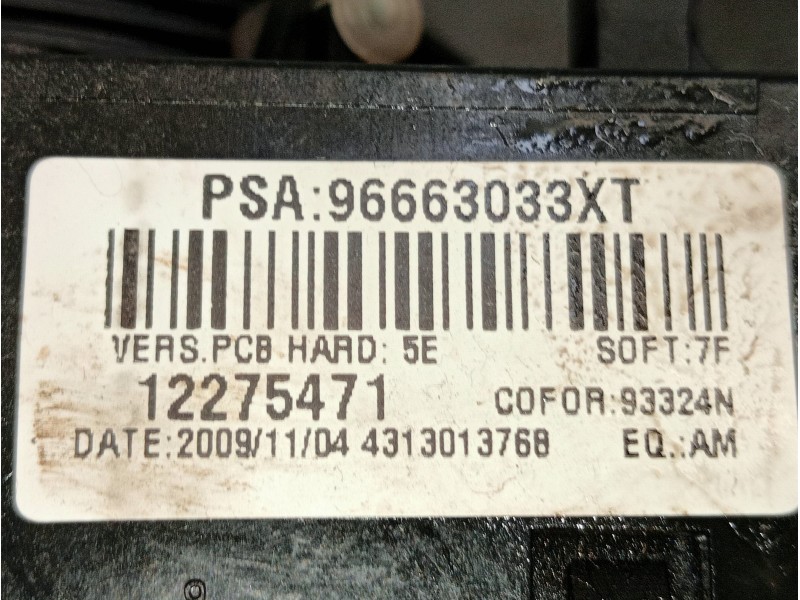 PSA:96663033XT
VERS.PCB HARD: 5E SOFT:7F
12275471 COFOR:93324N
DATE:2009/11/04 4313013768 EQ.:AM